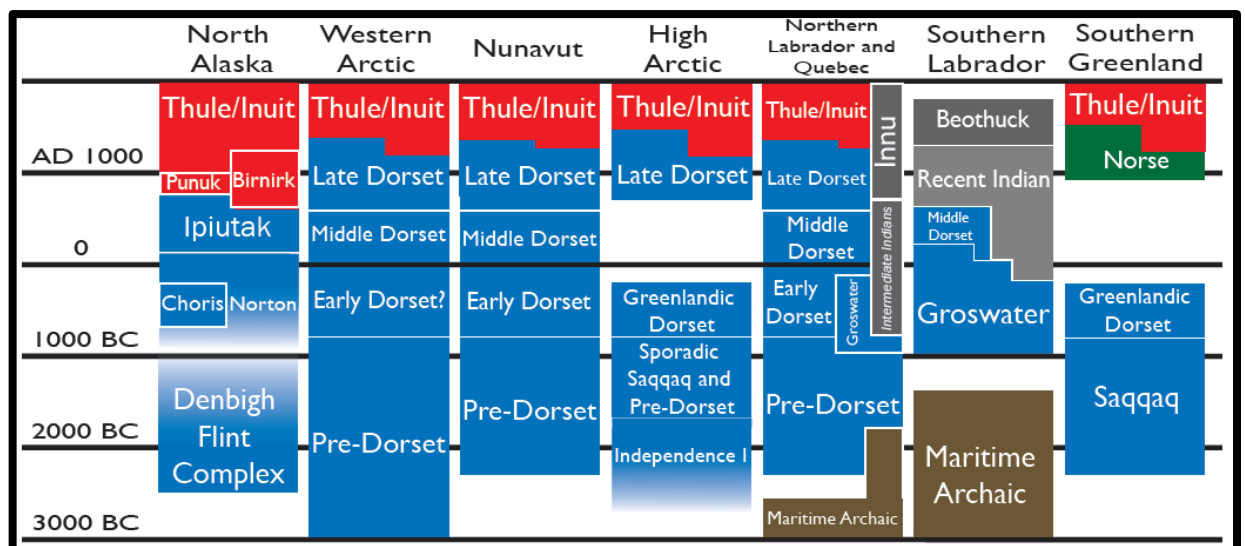 North
Alaska
Western
Arctic
Nunavut
High
Arctic
Northern
Labrador and
Quebec
Southern
Labrador
Southern
Greenland
AD 1000
0
1000 BC
2000 BC
3000 BC
Thule/Inuit
Punuk
Birnirk
Ipiutak
Choris
Norton
Denbigh
Flint
Complex
Thule/Inuit
Late Dorset
Middle Dorset
Early Dorset?
Pre-Dorset
Thule/Inuit
Late Dorset
Middle Dorset
Early Dorset
Pre-Dorset
Thule/Inuit
Late Dorset
Greenlandic
Dorset
Sporadic
Saqqaq and
Pre-Dorset
Independence I
Thule/Inuit
Innu
Late Dorset
Middle
Dorset
Intermediate Indians
Early
Dorset
Groswater
Pre-Dorset
Maritime Archaic
Beothuck
Recent Indian
Middle
Dorset
Groswater
Maritime
Archaic
Thule/Inuit
Norse
Greenlandic
Dorset
Saqqaq